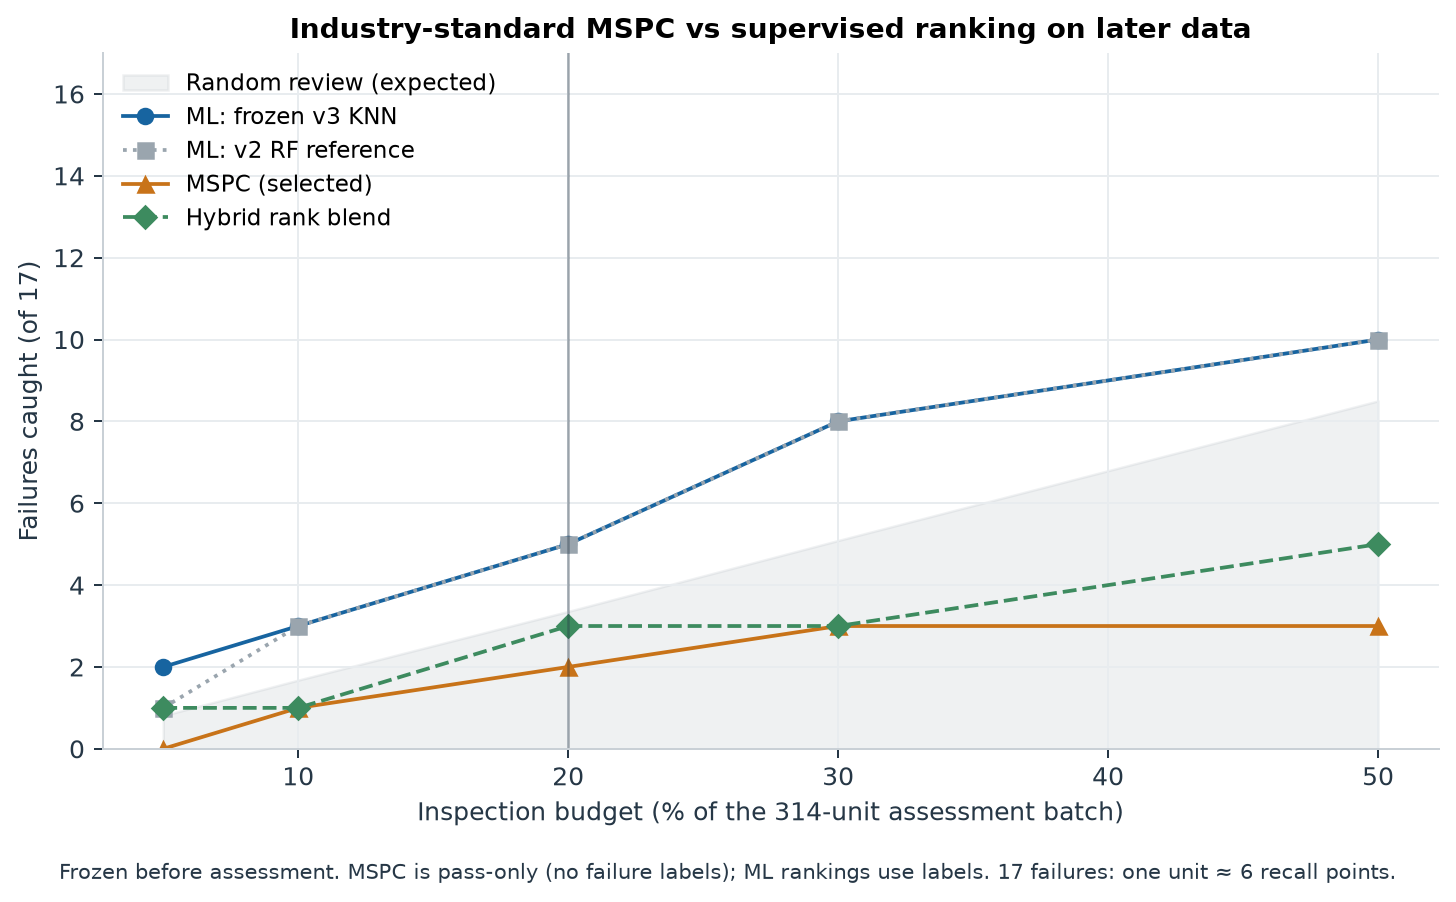 Industry-standard MSPC vs supervised ranking on later data
Random review (expected)
ML: frozen v3 KNN
ML: v2 RF reference
MSPC (selected)
Hybrid rank blend
Failures caught (of 17)
16
14
12
10
8
6
4
2
0
10
20
30
40
50
Inspection budget (% of the 314-unit assessment batch)
Frozen before assessment. MSPC is pass-only (no failure labels); ML rankings use labels. 17 failures: one unit ≈ 6 recall points.